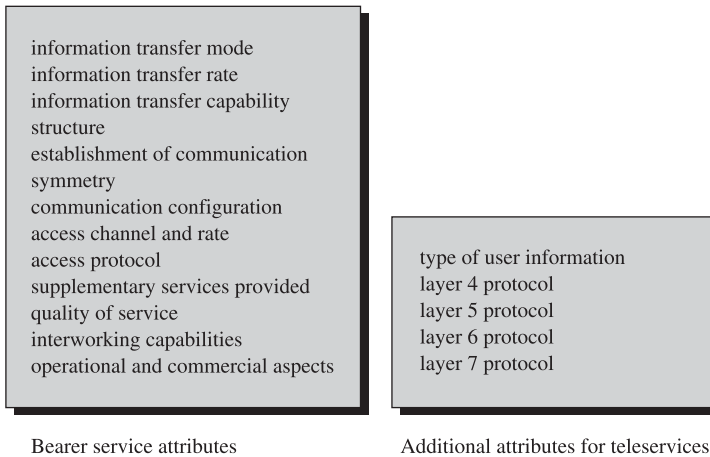 information transfer mode
information transfer rate
information transfer capability
structure
establishment of communication
symmetry
communication configuration
access channel and rate
access protocol
supplementary services provided
quality of service
interworking capabilities
operational and commercial aspects
Bearer service attributes
type of user information
layer 4 protocol
layer 5 protocol
layer 6 protocol
layer 7 protocol
Additional attributes for teleservices